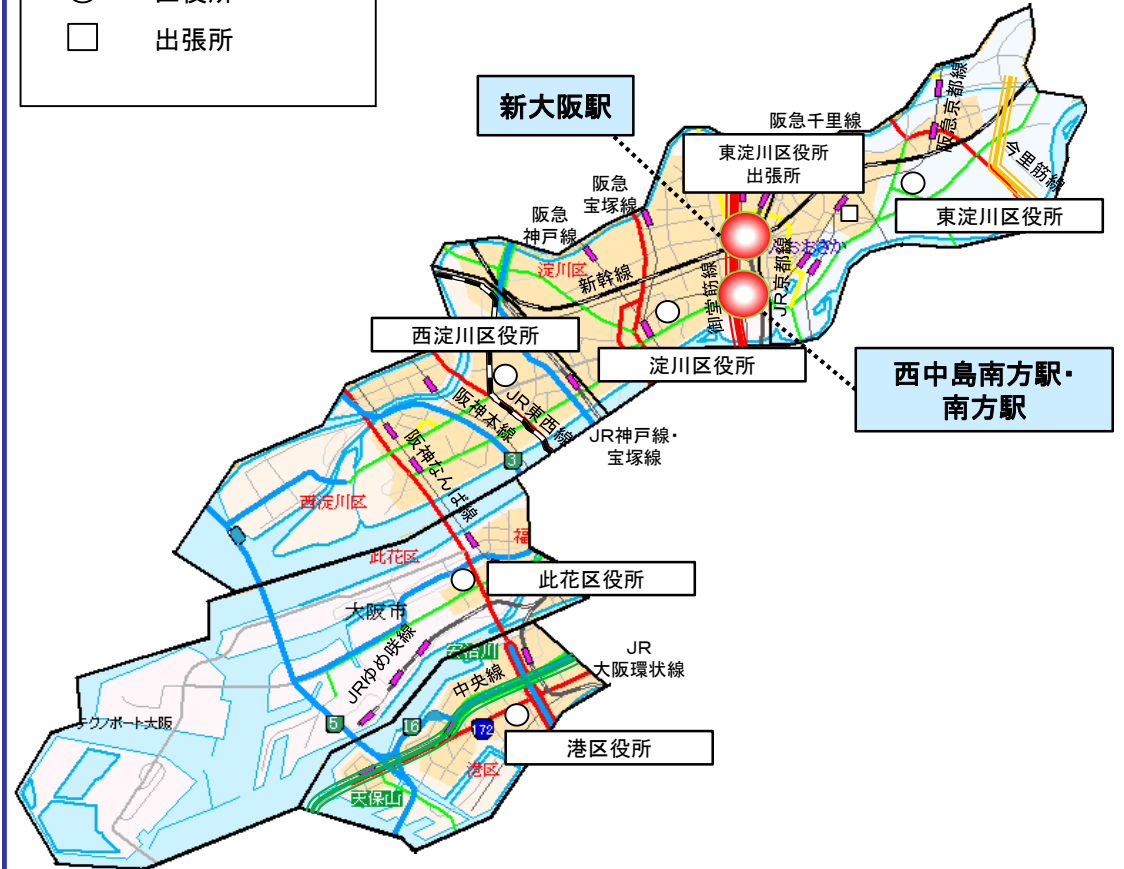 出張所
新大阪駅
阪急千里線
阪急京都線
今里筋線
東淀川区役所
出張所
東淀川区役所
阪急
宝塚線
阪急
神戸線
淀川区
新幹線
御堂筋線
JR京都線
おおさか
西淀川区役所
淀川区役所
西中島南方駅・
南方駅
阪神本線
JR東西線
JR神戸線・
宝塚線
3
阪神なんば線
西淀川区
此花区
福
此花区役所
大阪市
JRゆめ咲線
安治川
中央線
JR
大阪環状線
テクノポート大阪
5
16
172
港区役所
港区
天保山